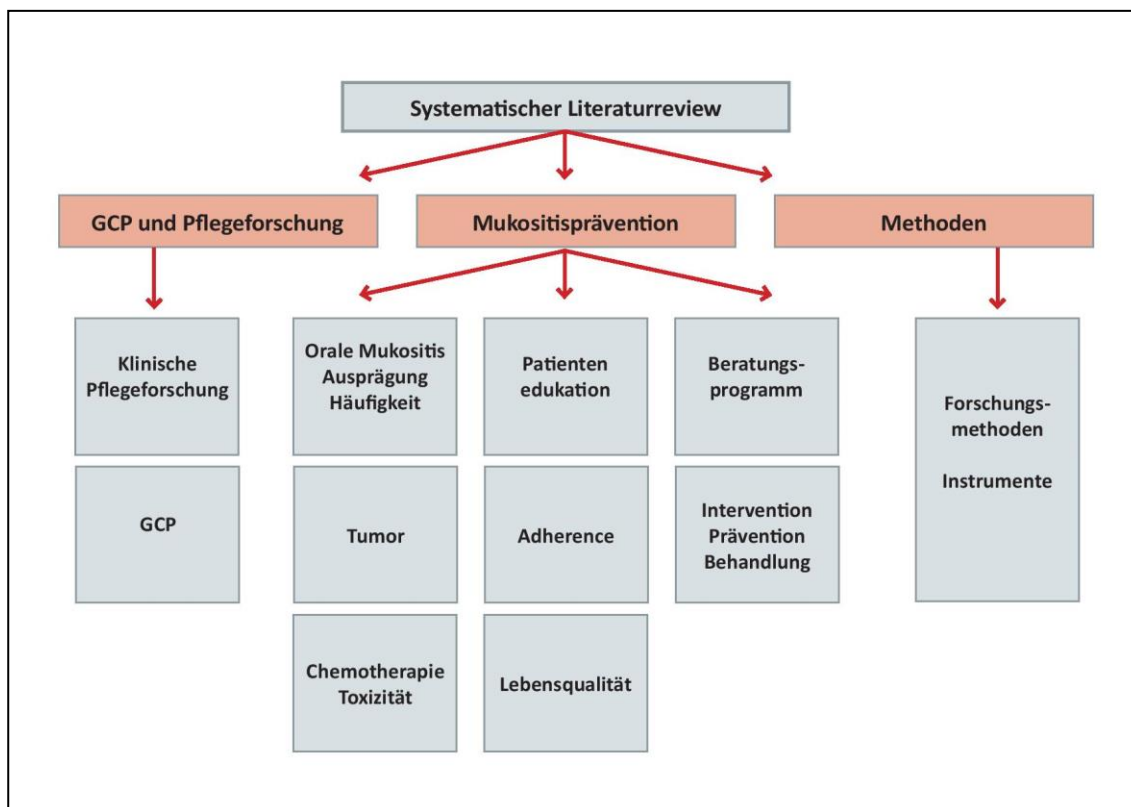 Systematischer Literaturreview
GCP und Pflegeforschung
Mukositisprävention
Methoden
Klinische
Pflegeforschung
GCP
Orale Mukositis
Ausprägung
Häufigkeit
Tumor
Chemotherapie
Toxizität
Patienten
edukation
Adherence
Lebensqualität
Beratungs-
programm
Intervention
Prävention
Behandlung
Forschungs-
methoden
Instrumente